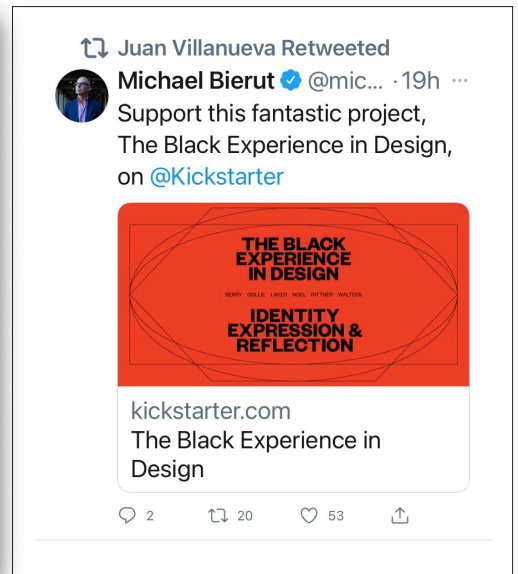 Juan Villanueva Retweeted
Michael Bierut @mic... · 19h ···
Support this fantastic project,
The Black Experience in Design,
on @Kickstarter
THE BLACK
EXPERIENCE
IN DESIGN
BERRY COLLIE LAKER NOEL RITTNER WALTERS
IDENTITY
EXPRESSION &
REFLECTION
kickstarter.com
The Black Experience in
Design
2 20 53